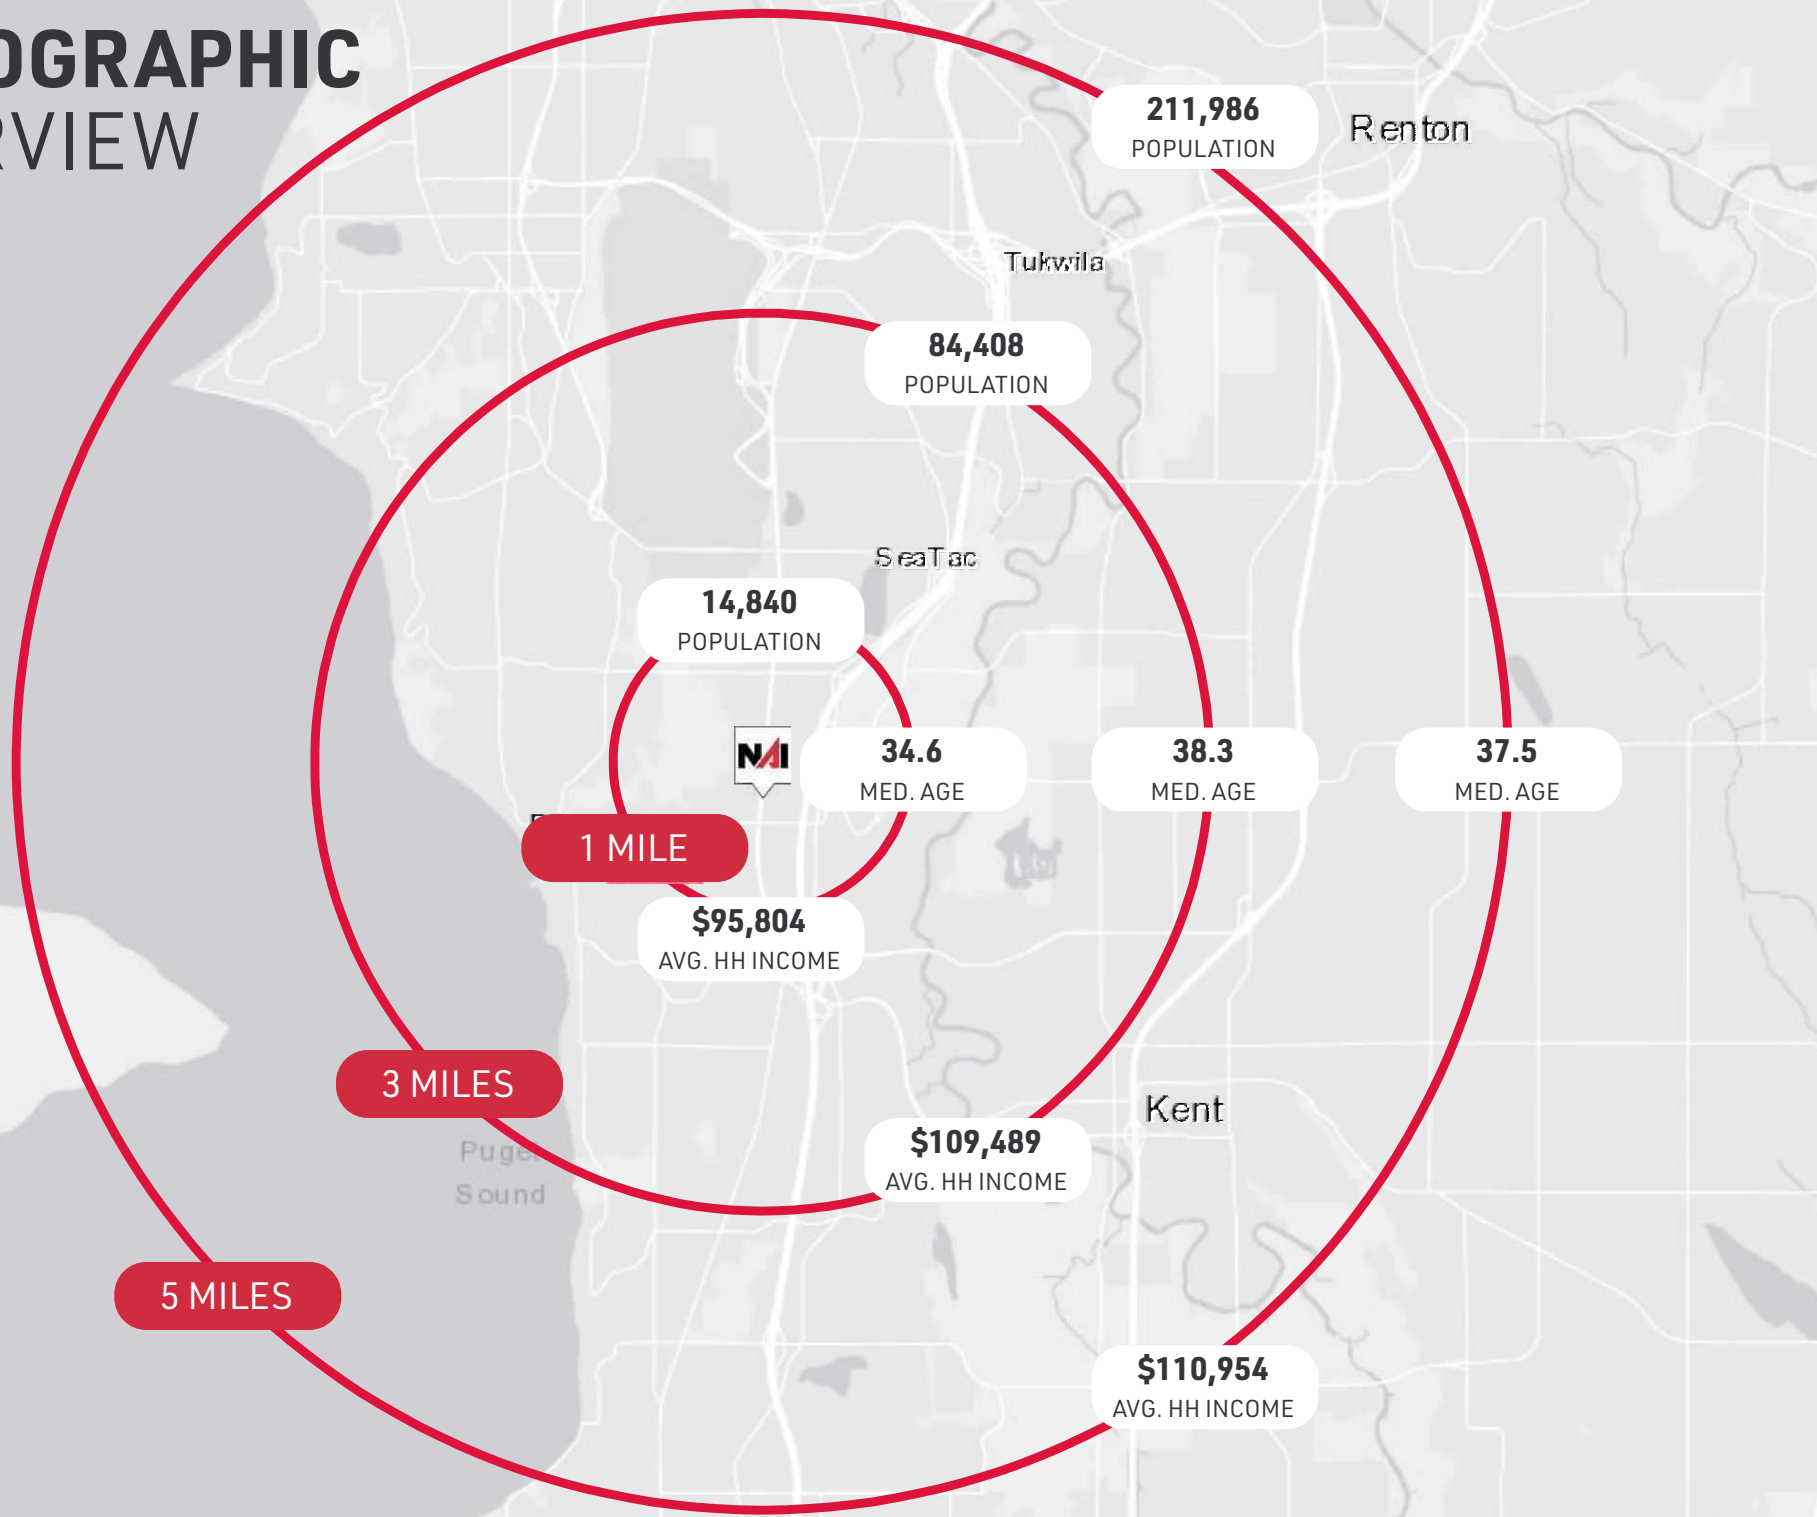 OGRAPHIC
RVIEW
211,986
POPULATION
Renton
Tukwila
84,408
POPULATION
SeaTac
14,840
POPULATION
NAI
34.6
MED. AGE
38.3
MED. AGE
37.5
MED. AGE
1 MILE
$95,804
AVG. HH INCOME
3 MILES
Kent
$109,489
AVG. HH INCOME
Puget
Sound
5 MILES
$110,954
AVG. HH INCOME